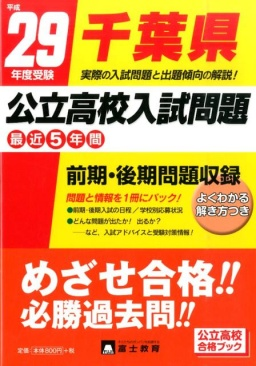 平成
29
年度受験
千葉県
実際の入試問題と出題傾向の解説!
公立高校入試問題
最近5年間
前期・後期問題収録
問題と情報を1冊にパック!
●前期・後期入試の日程/学校別応募状況
●どんな問題が出たか! 出るか?
――など、入試アドバイスと受験対策情報!
よくわかる
解き方つき
めざせ合格!!
必勝過去問!!
定価 本体800円+税
富士教育
公立高校
合格ブック